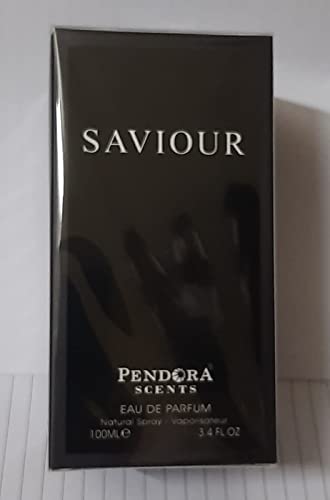 SAVIOUR
PENDORA
SCENTS
EAU DE PARFUM
Natural Spray - Vaporisateur
100ML℮ 3.4 FL OZ